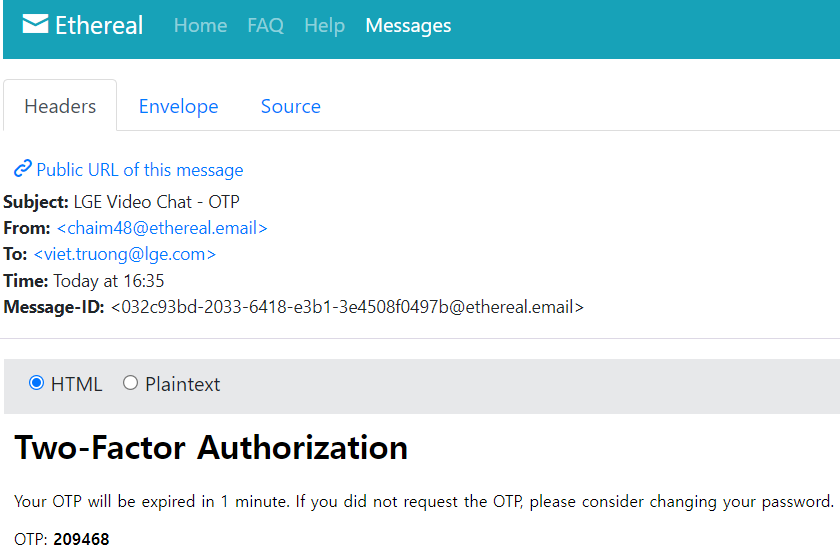 Ethereal Home FAQ Help Messages
Headers Envelope Source
Public URL of this message
Subject: LGE Video Chat - OTP
From: <chaim48@ethereal.email>
To: <viet.truong@lge.com>
Time: Today at 16:35
Message-ID: <032c93bd-2033-6418-e3b1-3e4508f0497b@ethereal.email>
HTML Plaintext
Two-Factor Authorization
Your OTP will be expired in 1 minute. If you did not request the OTP, please consider changing your password.
OTP: 209468